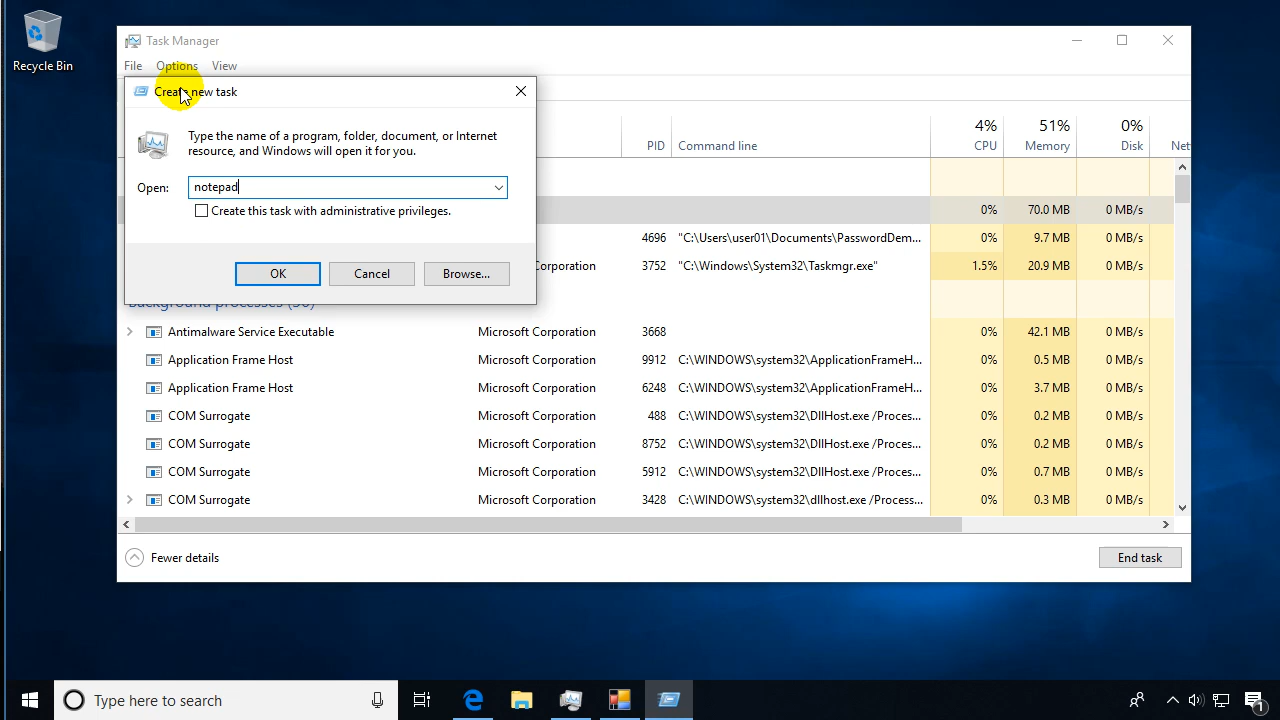 Recycle Bin
Task Manager
File Options View
Create new task
Type the name of a program, folder, document, or Internet
resource, and Windows will open it for you.
Open: notepad
Create this task with administrative privileges.
OK Cancel Browse...
4% 51% 0%
PID Command line CPU Memory Disk Net
0% 70.0 MB 0 MB/s
4696 "C:\Users\user01\Documents\PasswordDem... 0% 9.7 MB 0 MB/s
Corporation 3752 "C:\Windows\System32\Taskmgr.exe" 1.5% 20.9 MB 0 MB/s
Background processes
Antimalware Service Executable Microsoft Corporation 3668 0% 42.1 MB 0 MB/s
Application Frame Host Microsoft Corporation 9912 C:\WINDOWS\system32\ApplicationFrameH... 0% 0.5 MB 0 MB/s
Application Frame Host Microsoft Corporation 6248 C:\WINDOWS\system32\ApplicationFrameH... 0% 3.7 MB 0 MB/s
COM Surrogate Microsoft Corporation 488 C:\WINDOWS\system32\DllHost.exe /Proces... 0% 0.2 MB 0 MB/s
COM Surrogate Microsoft Corporation 8752 C:\WINDOWS\system32\DllHost.exe /Proces... 0% 0.2 MB 0 MB/s
COM Surrogate Microsoft Corporation 5912 C:\WINDOWS\system32\DllHost.exe /Proces... 0% 0.7 MB 0 MB/s
COM Surrogate Microsoft Corporation 3428 C:\WINDOWS\system32\dllhost.exe /Process... 0% 0.3 MB 0 MB/s
Fewer details End task
Type here to search 1